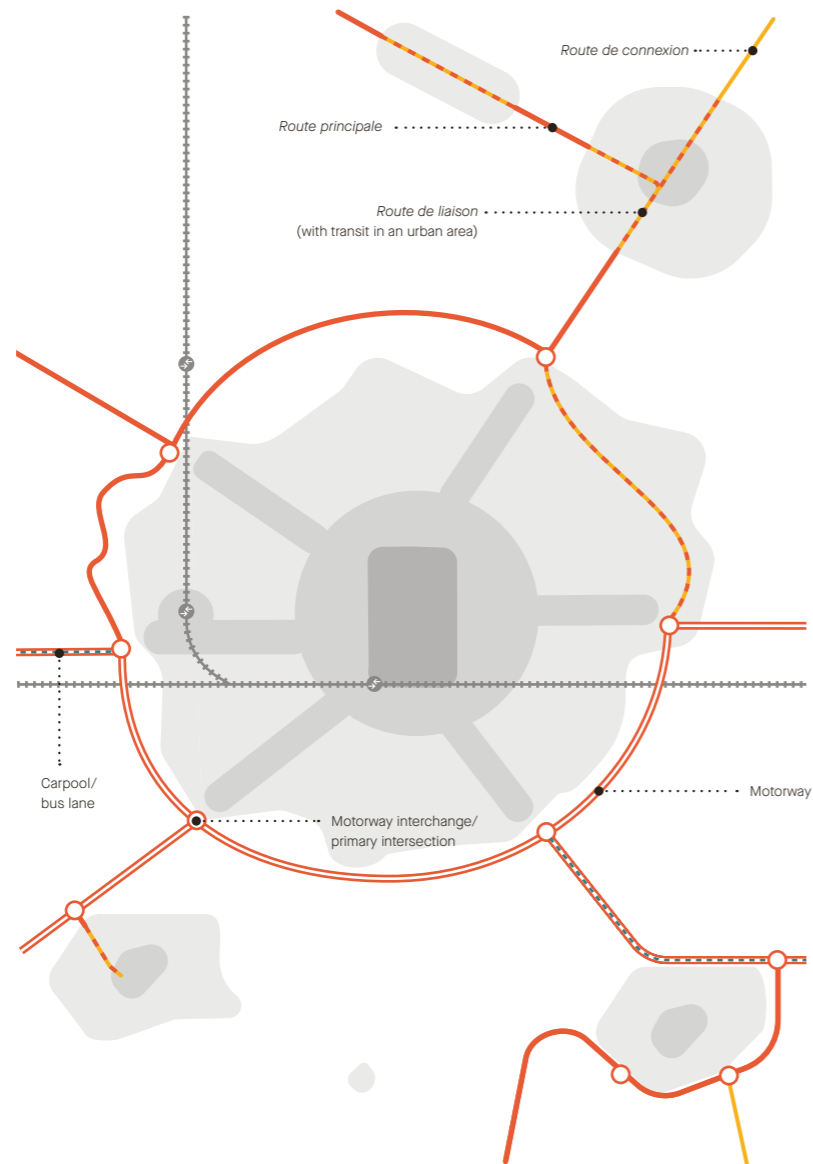 Route de connexion
Route principale
Route de liaison
(with transit in an urban area)
Carpool/
bus lane
Motorway
Motorway interchange/
primary intersection